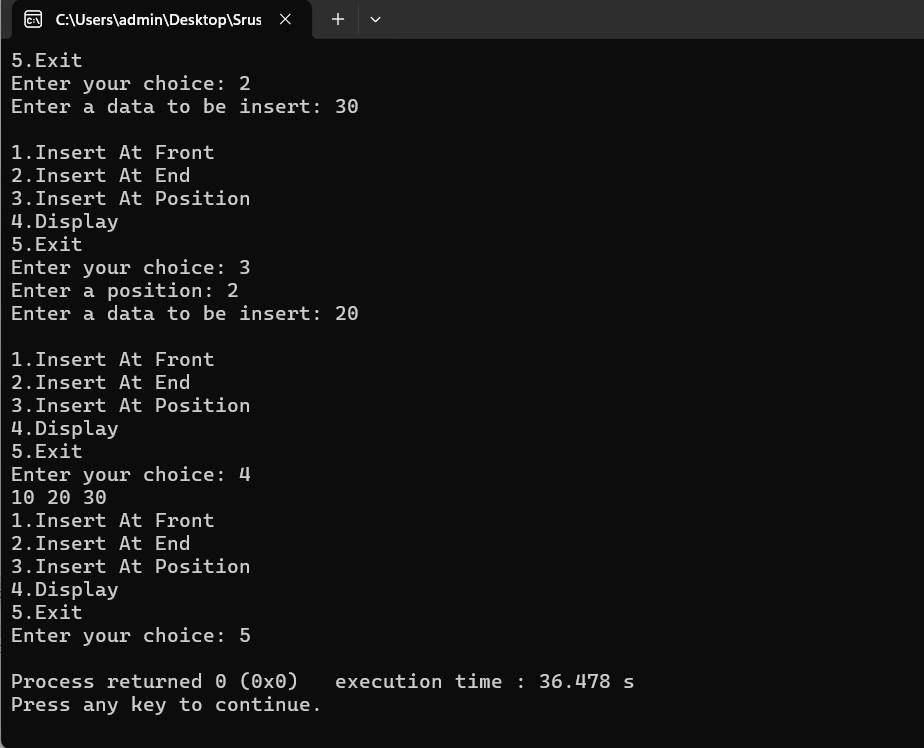 C:\Users\admin\Desktop\Srus
5.Exit
Enter your choice: 2
Enter a data to be insert: 30
1.Insert At Front
2.Insert At End
3.Insert At Position
4.Display
5.Exit
Enter your choice: 3
Enter a position: 2
Enter a data to be insert: 20
1.Insert At Front
2.Insert At End
3.Insert At Position
4.Display
5.Exit
Enter your choice: 4
10 20 30
1.Insert At Front
2.Insert At End
3.Insert At Position
4.Display
5.Exit
Enter your choice: 5
Process returned 0 (0x0)   execution time : 36.478 s
Press any key to continue.